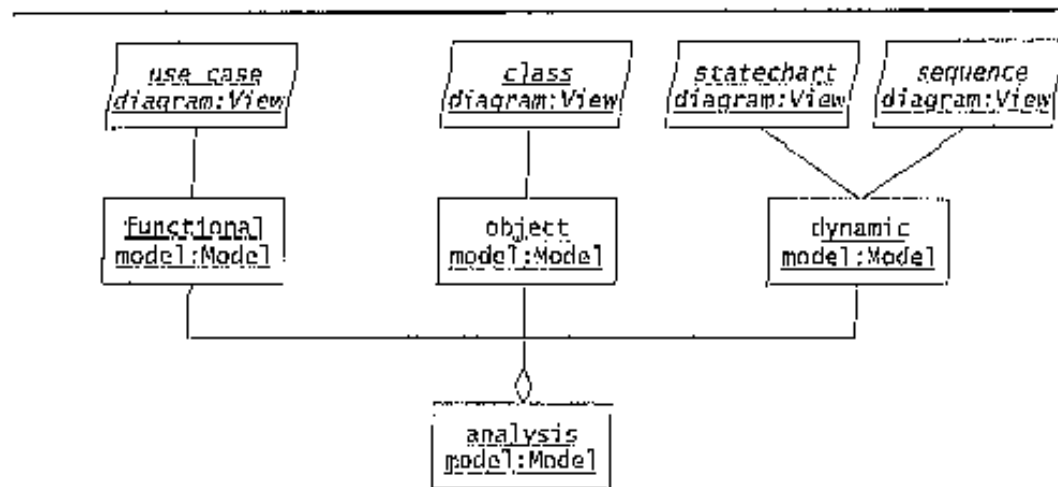 use case
diagram:View
class
diagram:View
statechart
diagram:View
sequence
diagram:View
functional
model:Model
object
model:Model
dynamic
model:Model
analysis
model:Model